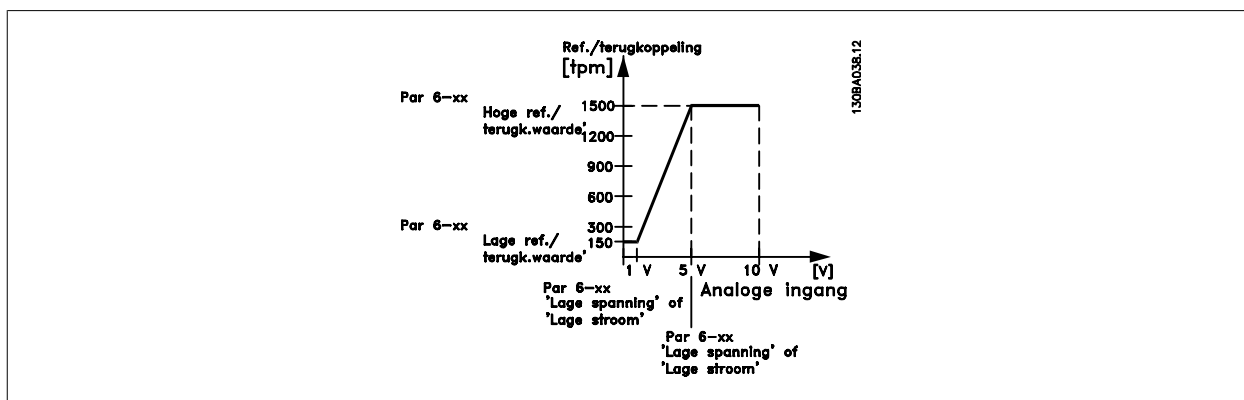 Ref./terugkoppeling
[tpm]
130BA038.12
Par 6-xx
Hoge ref./
terugk.waarde'
1500
1200
900
600
300
150
Par 6-xx
Lage ref./
terugk.waarde'
1 V
5 V
10 V
[V]
Analoge ingang
Par 6-xx
'Lage spanning' of
'Lage stroom'
Par 6-xx
'Lage spanning' of
'Lage stroom'